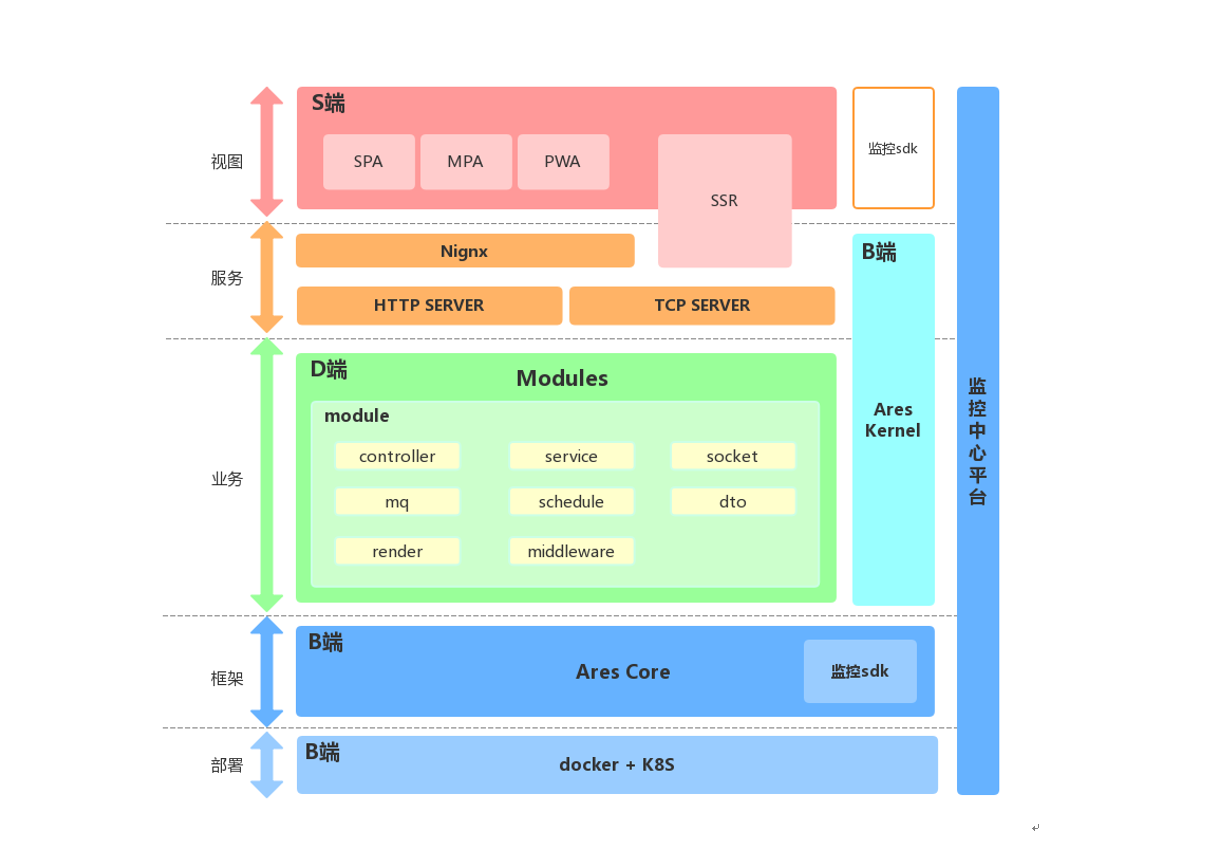 S端
视图
SPA
MPA
PWA
SSR
监控sdk
服务
Nignx
HTTP SERVER
TCP SERVER
B端
Ares
Kernel
监控中心平台
业务
D端
Modules
module
controller
service
socket
mq
schedule
dto
render
middleware
框架
B端
Ares Core
监控sdk
部署
B端
docker + K8S